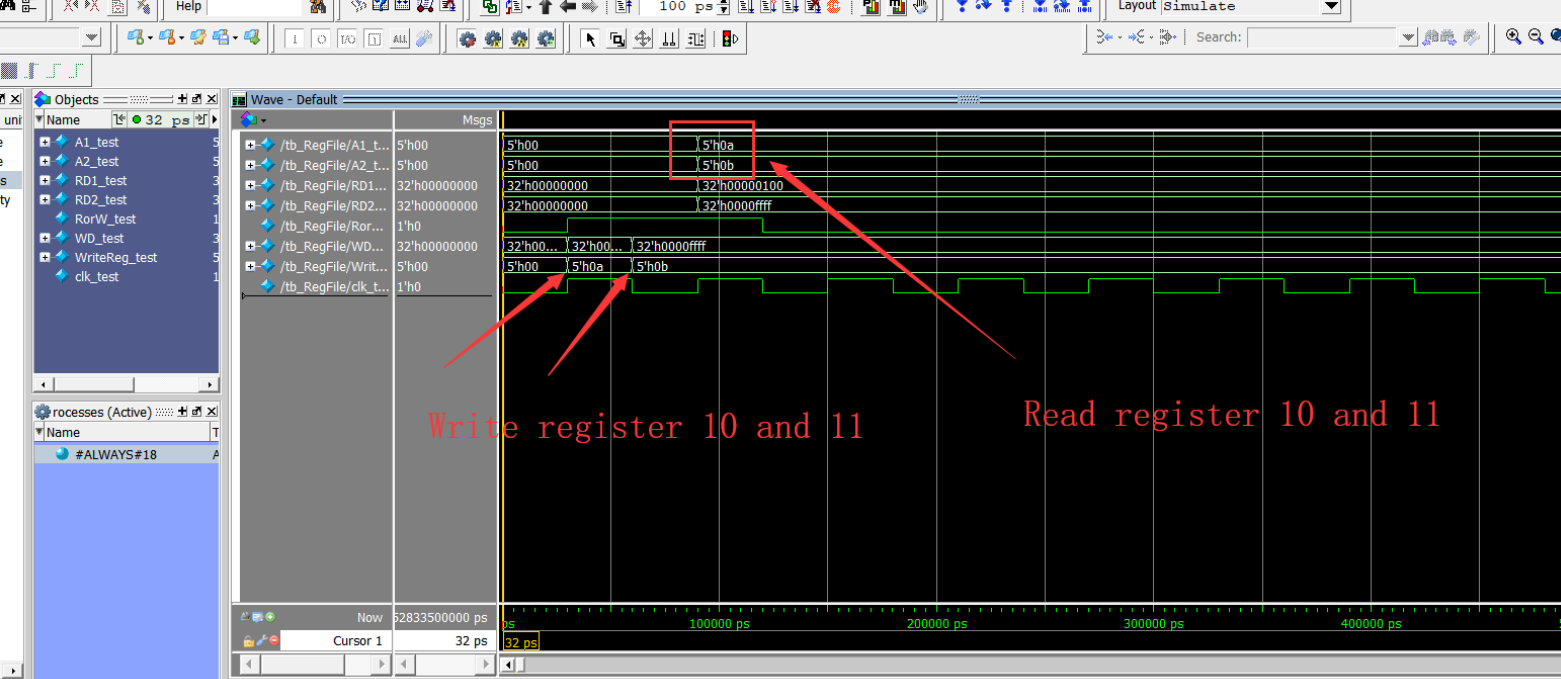 Help
100 ps
Layout Simulate
Search:
Objects
Wave - Default
Name
32 ps
Msgs
A1_test
A2_test
RD1_test
RD2_test
RorW_test
WD_test
WriteReg_test
clk_test
/tb_RegFile/A1_t... 5'h00 5'h00 5'h0a
/tb_RegFile/A2_t... 5'h00 5'h00 5'h0b
/tb_RegFile/RD1... 32'h00000000 32'h00000000 32'h00000100
/tb_RegFile/RD2... 32'h00000000 32'h00000000 32'h0000ffff
/tb_RegFile/Ror... 1'h0
/tb_RegFile/WD... 32'h00000000 32'h00... 32'h00... 32'h0000ffff
/tb_RegFile/Writ... 5'h00 5'h00 5'h0a 5'h0b
/tb_RegFile/clk_t... 1'h0
Write register 10 and 11
Read register 10 and 11
rocesses (Active)
Name
#ALWAYS#18
Now 52833500000 ps
ps 100000 ps 200000 ps 300000 ps 400000 ps
Cursor 1 32 ps
32 ps